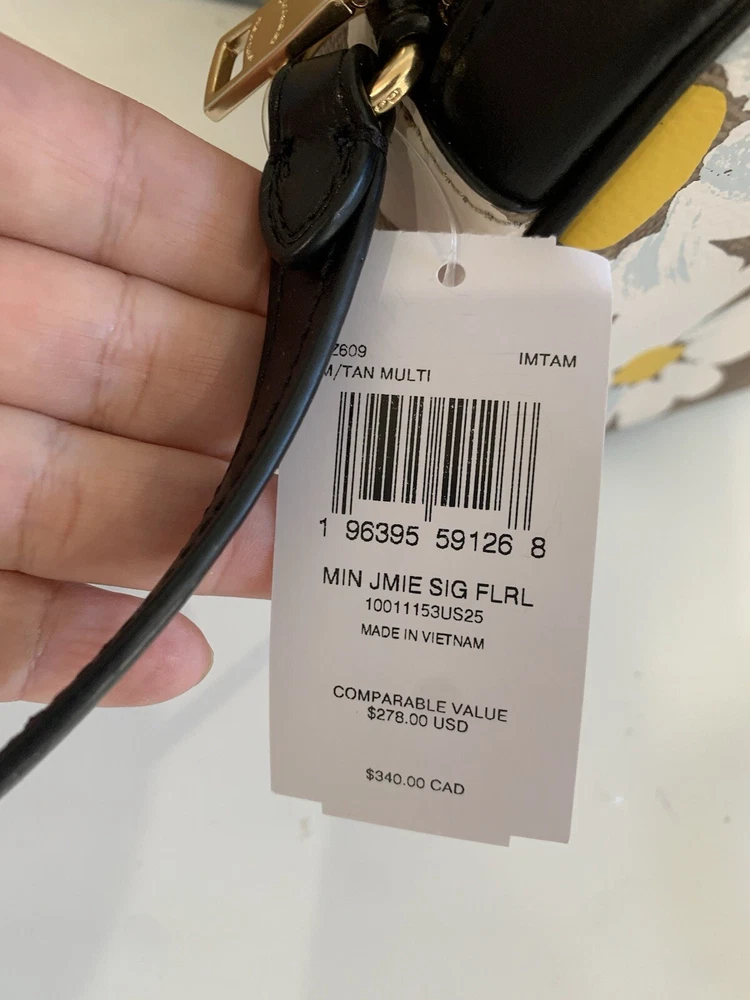 Z609 IMTAM
M/TAN MULTI
1 96395 59126 8
MIN JMIE SIG FLRL
10011153US25
MADE IN VIETNAM
COMPARABLE VALUE
$278.00 USD
$340.00 CAD